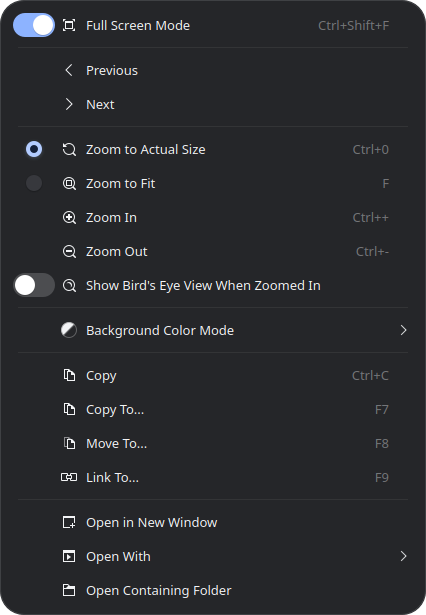 Full Screen Mode Ctrl+Shift+F
Previous
Next
Zoom to Actual Size Ctrl+0
Zoom to Fit F
Zoom In Ctrl++
Zoom Out Ctrl+-
Show Bird's Eye View When Zoomed In
Background Color Mode
Copy Ctrl+C
Copy To... F7
Move To... F8
Link To... F9
Open in New Window
Open With
Open Containing Folder